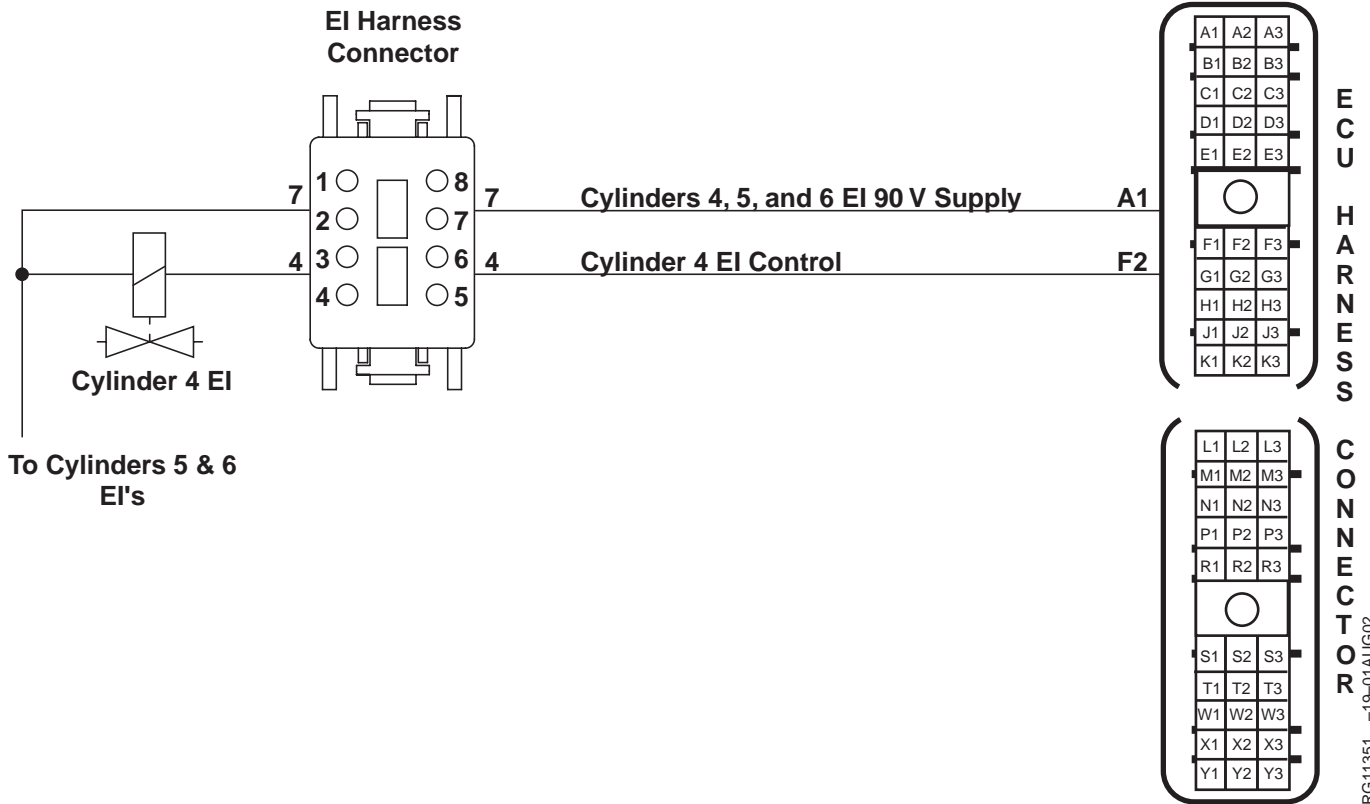 EI Harness
Connector
1
2
3
4
8
7
6
5
7
4
7
4
Cylinders 4, 5, and 6 EI 90 V Supply
Cylinder 4 EI Control
A1
F2
Cylinder 4 EI
To Cylinders 5 & 6
EI's
A1 A2 A3
B1 B2 B3
C1 C2 C3
D1 D2 D3
E1 E2 E3
F1 F2 F3
G1 G2 G3
H1 H2 H3
J1 J2 J3
K1 K2 K3
L1 L2 L3
M1 M2 M3
N1 N2 N3
P1 P2 P3
R1 R2 R3
S1 S2 S3
T1 T2 T3
W1 W2 W3
X1 X2 X3
Y1 Y2 Y3
ECU HARNESS CONNECTOR
RG11351 –19–01AUG02